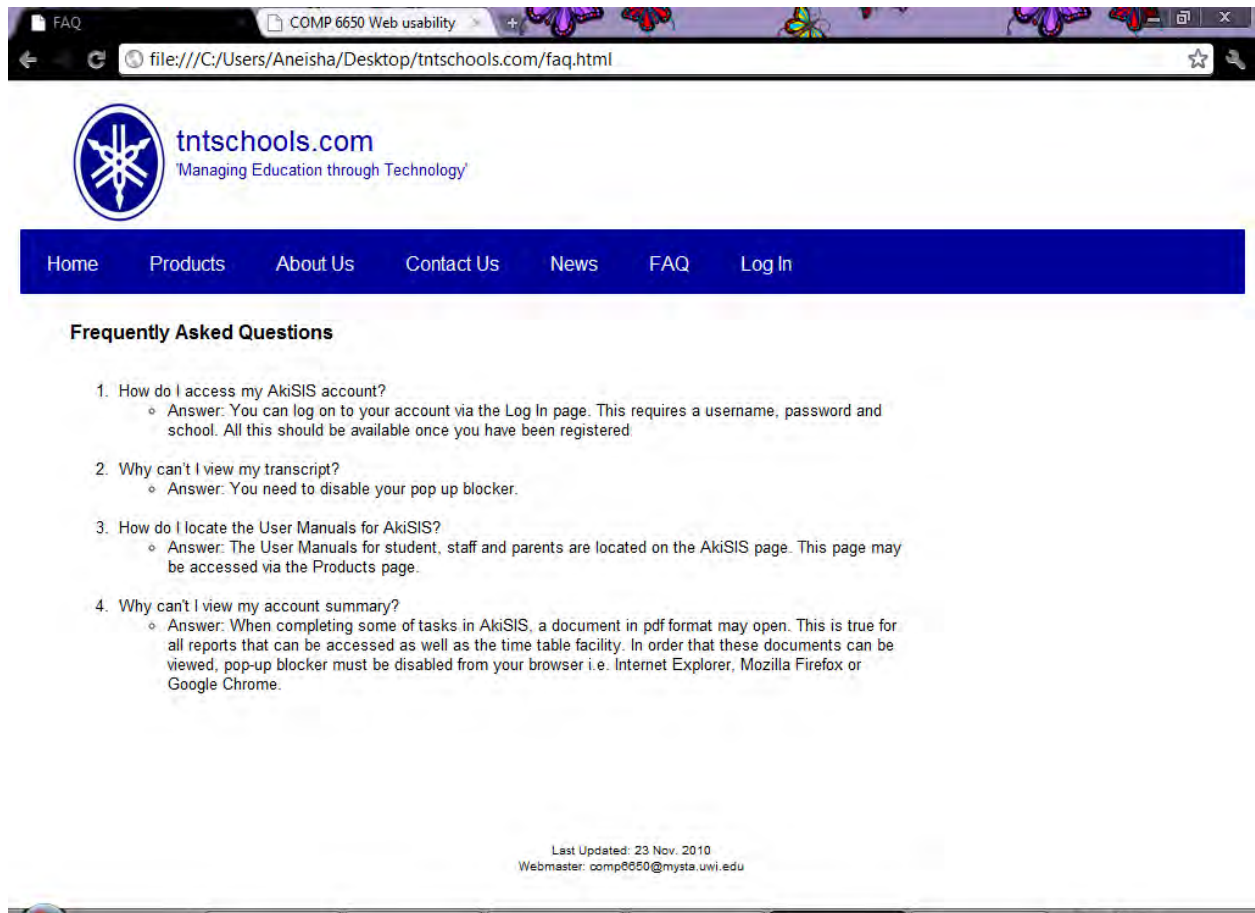 FAQ
COMP 6650 Web usability
file:///C:/Users/Aneisha/Desktop/tntschools.com/faq.html
tntschools.com
'Managing Education through Technology'
Home Products About Us Contact Us News FAQ Log In
Frequently Asked Questions
1. How do I access my AkiSIS account?
Answer: You can log on to your account via the Log In page. This requires a username, password and
school. All this should be available once you have been registered
2. Why can't I view my transcript?
Answer: You need to disable your pop up blocker.
3. How do I locate the User Manuals for AkiSIS?
Answer: The User Manuals for student, staff and parents are located on the AkiSIS page. This page may
be accessed via the Products page.
4. Why can't I view my account summary?
Answer: When completing some of tasks in AkiSIS, a document in pdf format may open. This is true for
all reports that can be accessed as well as the time table facility. In order that these documents can be
viewed, pop-up blocker must be disabled from your browser i.e. Internet Explorer, Mozilla Firefox or
Google Chrome.
Last Updated: 23 Nov. 2010
Webmaster: comp6650@mysta.uwi.edu